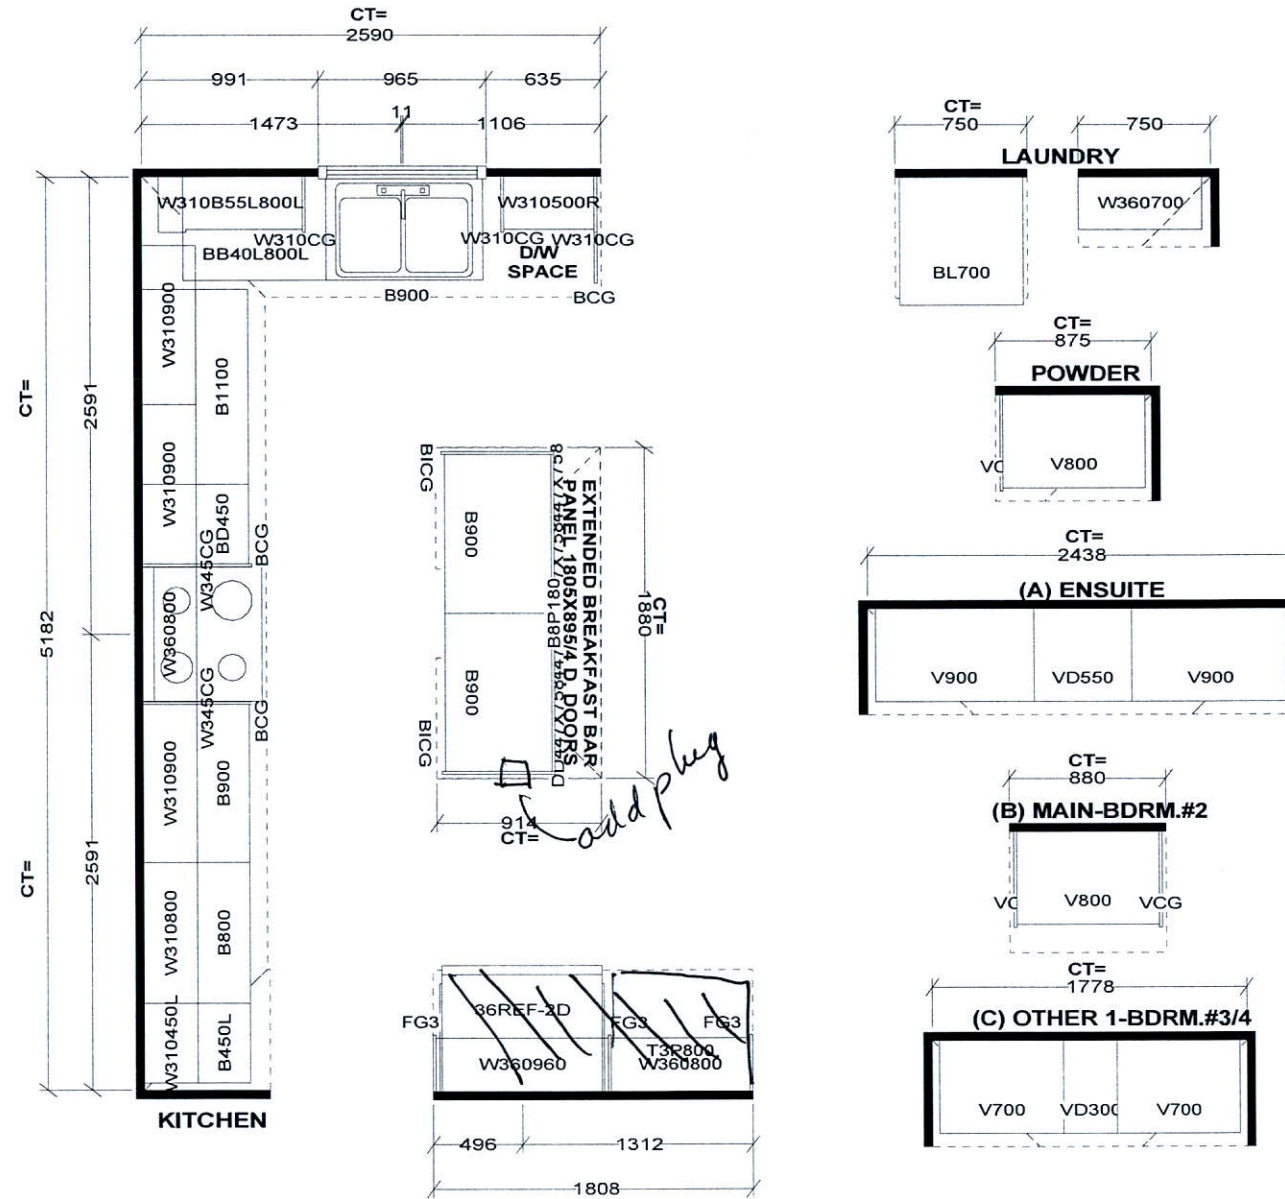 CT=
2590
991
965
635
1473
11
1106
W310B55L800L
W310500R
W310CG
W310CG
W310CG
BB40L800L
D/W
SPACE
B900
BCG
CT=
5182
2591
2591
CT=
W310900
B1100
W310900
BD450
W345CG
BCG
W360800
W345CG
BCG
W310900
B900
W310800
B800
W310450L
B450L
KITCHEN
BICG
B900
B900
BICG
EXTENDED BREAKFAST BAR
PANEL 1805X895/4 D. DOORS
B8P180
1880
CT=
914
CT=
add plug
FG3
36REF-2D
FG3
FG3
W360960
T3P800
W360800
496
1312
1808
CT=
750
750
LAUNDRY
W360700
BL700
CT=
875
POWDER
V800
CT=
2438
(A) ENSUITE
V900
VD550
V900
CT=
880
(B) MAIN-BDRM.#2
V800
VCG
CT=
1778
(C) OTHER 1-BDRM.#3/4
V700
VD300
V700